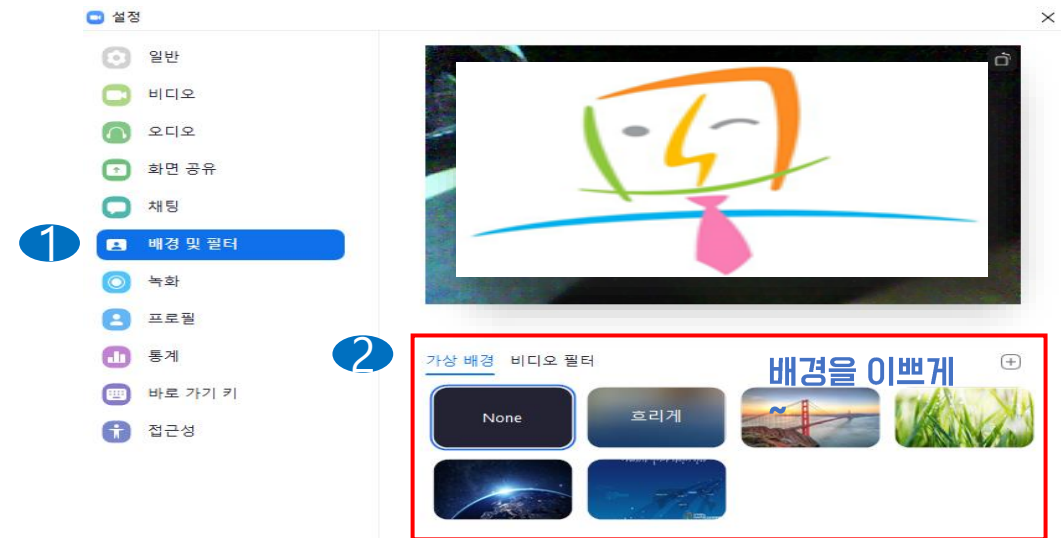 설정
일반
비디오
오디오
화면 공유
채팅
1
배경 및 필터
녹화
프로필
통계
바로 가기 키
접근성
2
가상 배경 비디오 필터
배경을 이쁘게
~
None
흐리게